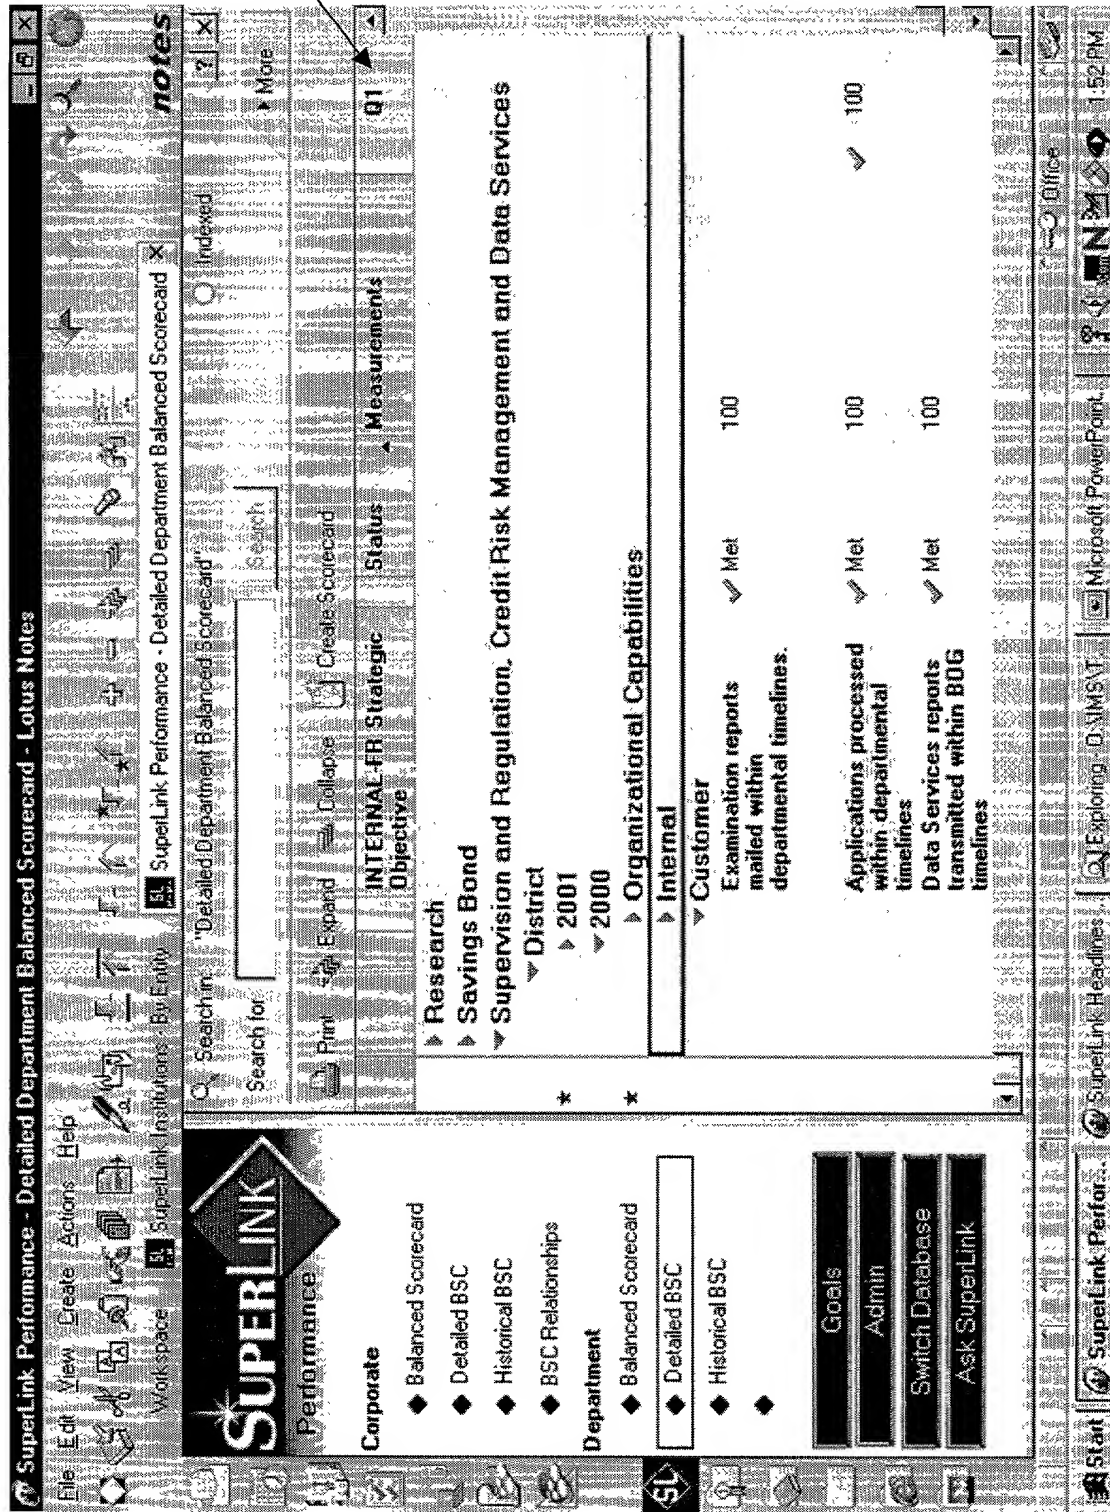 SuperLink Performance - Detailed Department Balanced Scorecard - Lotus Notes
File Edit View Create Actions Help
Workspace
SuperLink Institutions - By Entity
SuperLink Performance - Detailed Department Balanced Scorecard
notes
SUPERLINK
Performance
Corporate
Balanced Scorecard
Detailed BSC
Historical BSC
BSC Relationships
Department
Balanced Scorecard
Detailed BSC
Historical BSC
Goals
Admin
Switch Database
Ask SuperLink
SL
Search in: "Detailed Department Balanced Scorecard"
Indexed
?
Search for
Search
More
Print Expand Collapse Create Scorecard
INTERNAL-FR Strategic Objective Status Measurements Q1
Research
Savings Bond
Supervision and Regulation, Credit Risk Management and Data Services
District
2001
2000
Organizational Capabilities
Internal
Customer
Examination reports Met 100
mailed within
departmental timelines.
Applications processed Met 100 100
within departmental
timelines
Data Services reports Met 100
transmitted within BOG
timelines
Office
Start SuperLink Perfor... SuperLink Headlines Exploring - D:\MSVT... Microsoft PowerPoint... 1:52 PM